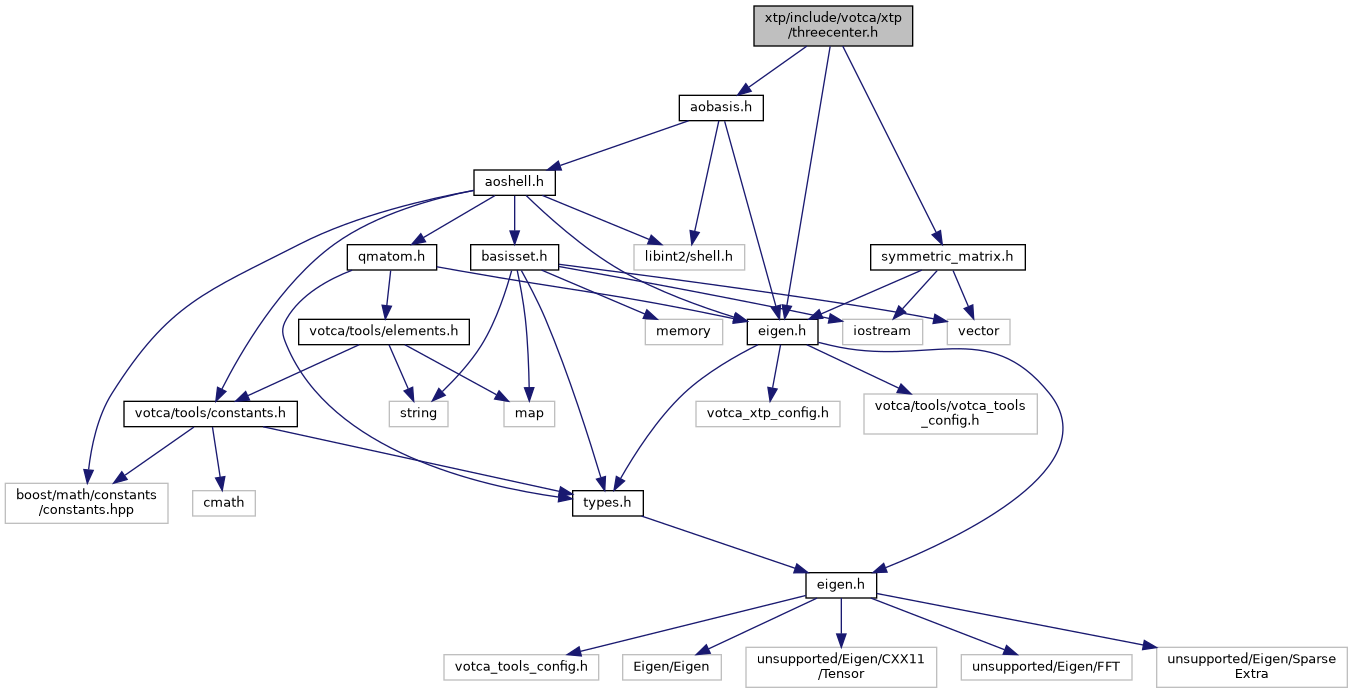 xtp/include/votca/xtp
/threecenter.h
aobasis.h
aoshell.h
qmatom.h
basisset.h
libint2/shell.h
symmetric_matrix.h
votca/tools/elements.h
memory
eigen.h
iostream
vector
votca/tools/constants.h
string
map
votca_xtp_config.h
votca/tools/votca_tools
_config.h
boost/math/constants
/constants.hpp
cmath
types.h
eigen.h
votca_tools_config.h
Eigen/Eigen
unsupported/Eigen/CXX11
/Tensor
unsupported/Eigen/FFT
unsupported/Eigen/Sparse
Extra